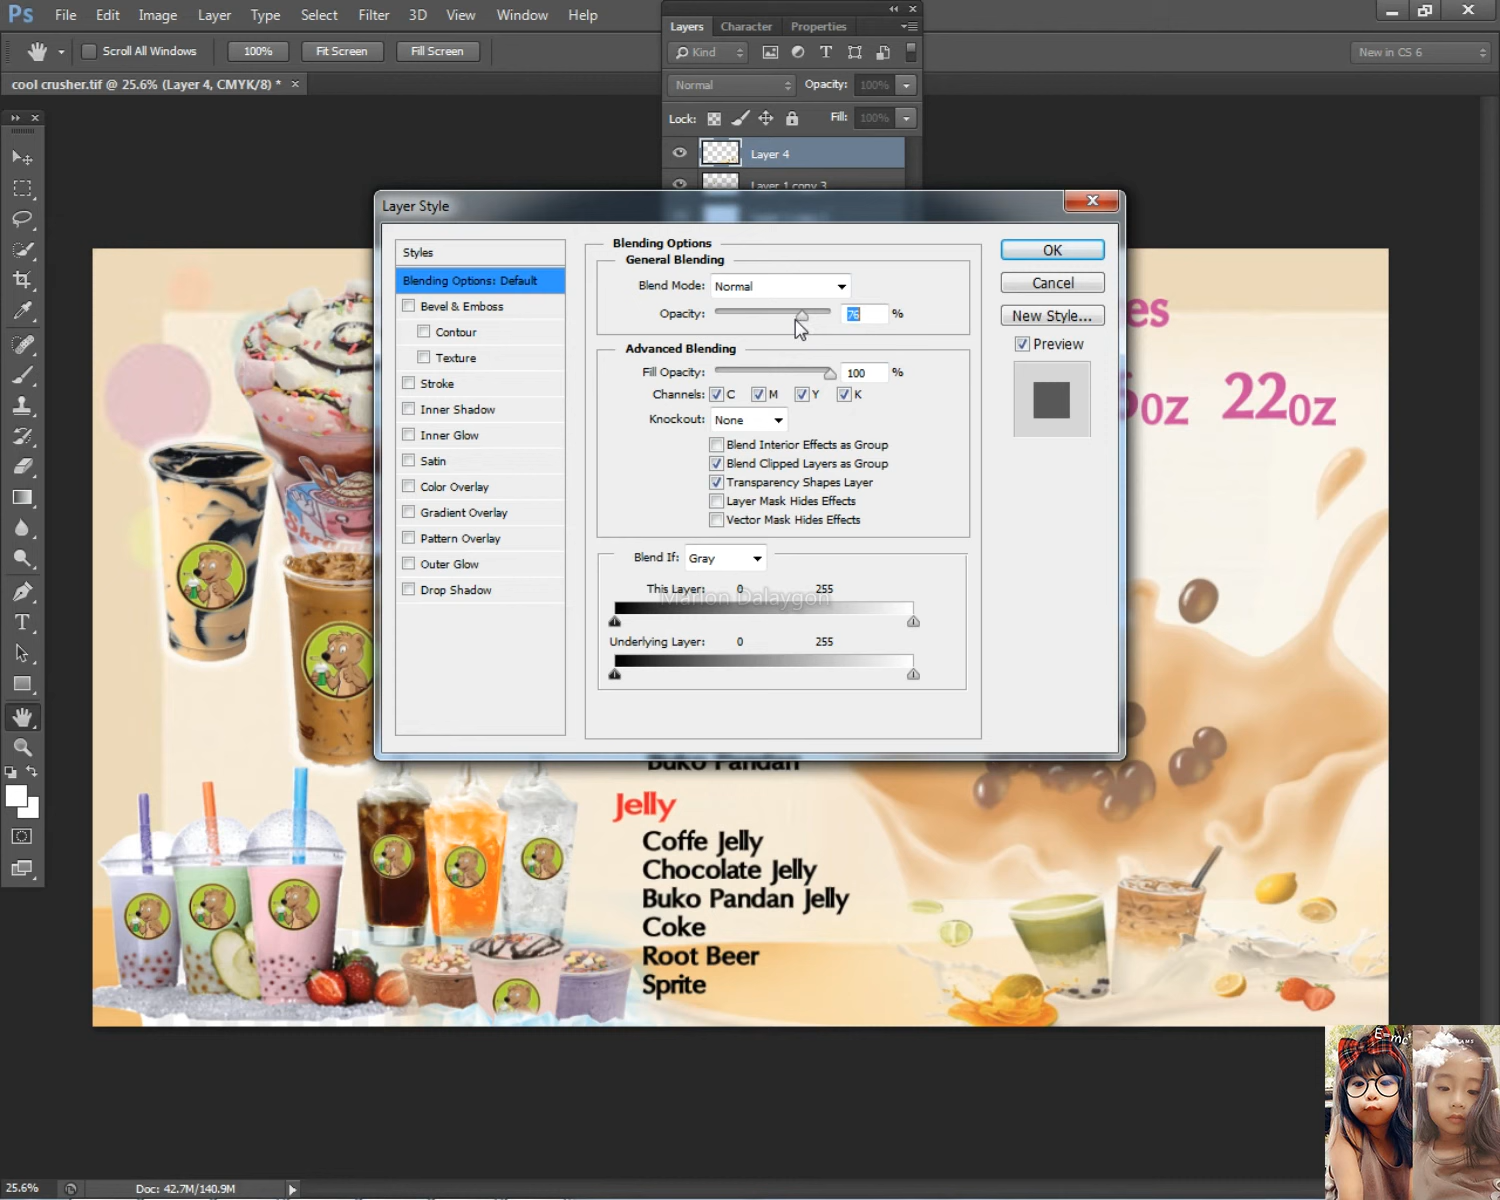 Ps File Edit Image Layer Type Select Filter 3D View Window Help
Scroll All Windows 100% Fit Screen Fill Screen
New in CS 6
cool crusher.tif @ 25.6% (Layer 4, CMYK/8) * ×
Layers Character Properties
Kind
Normal Opacity: 100%
Lock: Fill: 100%
Layer 4
Layer 1 copy 3
Layer Style
Styles
Blending Options: Default
Bevel & Emboss
Contour
Texture
Stroke
Inner Shadow
Inner Glow
Satin
Color Overlay
Gradient Overlay
Pattern Overlay
Outer Glow
Drop Shadow
Blending Options
General Blending
Blend Mode: Normal
Opacity: 76 %
Advanced Blending
Fill Opacity: 100 %
Channels: C M Y K
Knockout: None
Blend Interior Effects as Group
Blend Clipped Layers as Group
Transparency Shapes Layer
Layer Mask Hides Effects
Vector Mask Hides Effects
Blend If: Gray
This Layer: 0 255
Marion Dalaygon
Underlying Layer: 0 255
OK
Cancel
New Style...
Preview
es
oz 22oz
Buko Pandan
Jelly
Coffe Jelly
Chocolate Jelly
Buko Pandan Jelly
Coke
Root Beer
Sprite
E=mc²
25.6% Doc: 42.7M/140.9M